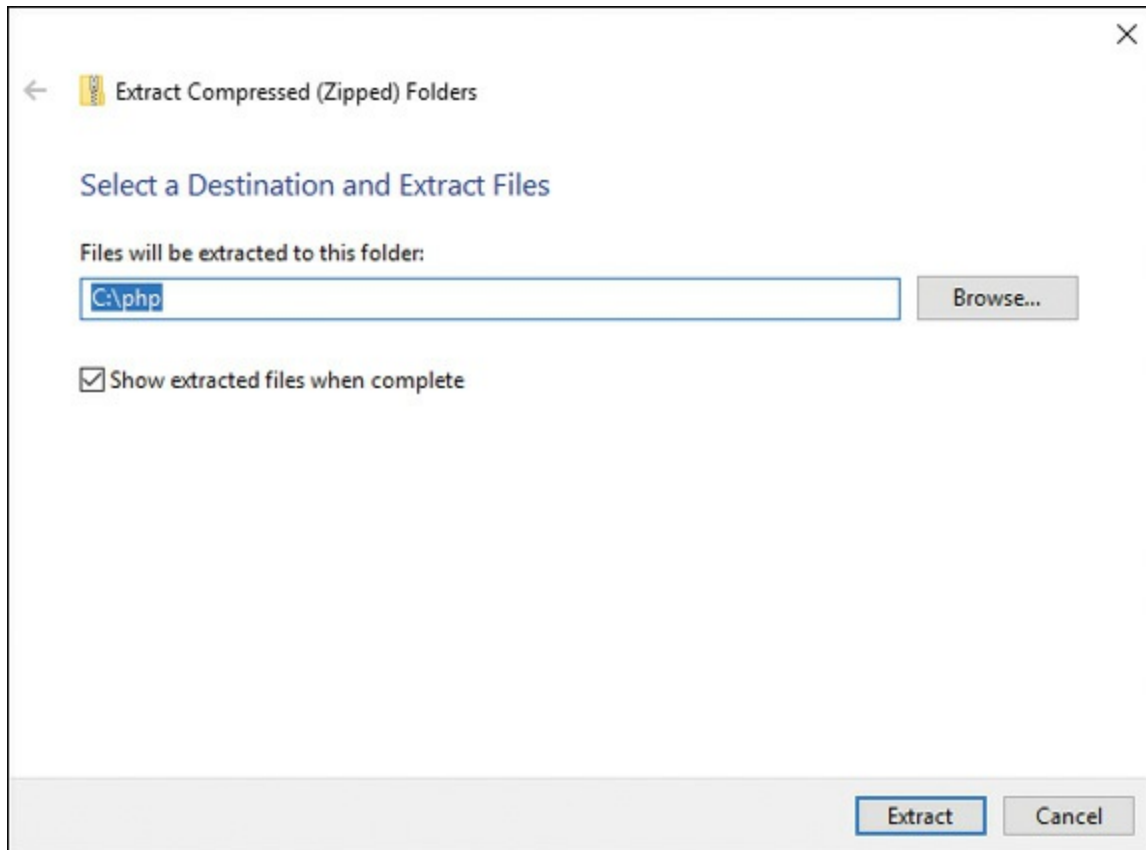 Extract Compressed (Zipped) Folders
Select a Destination and Extract Files
Files will be extracted to this folder:
C:\php
Browse...
Show extracted files when complete
Extract
Cancel